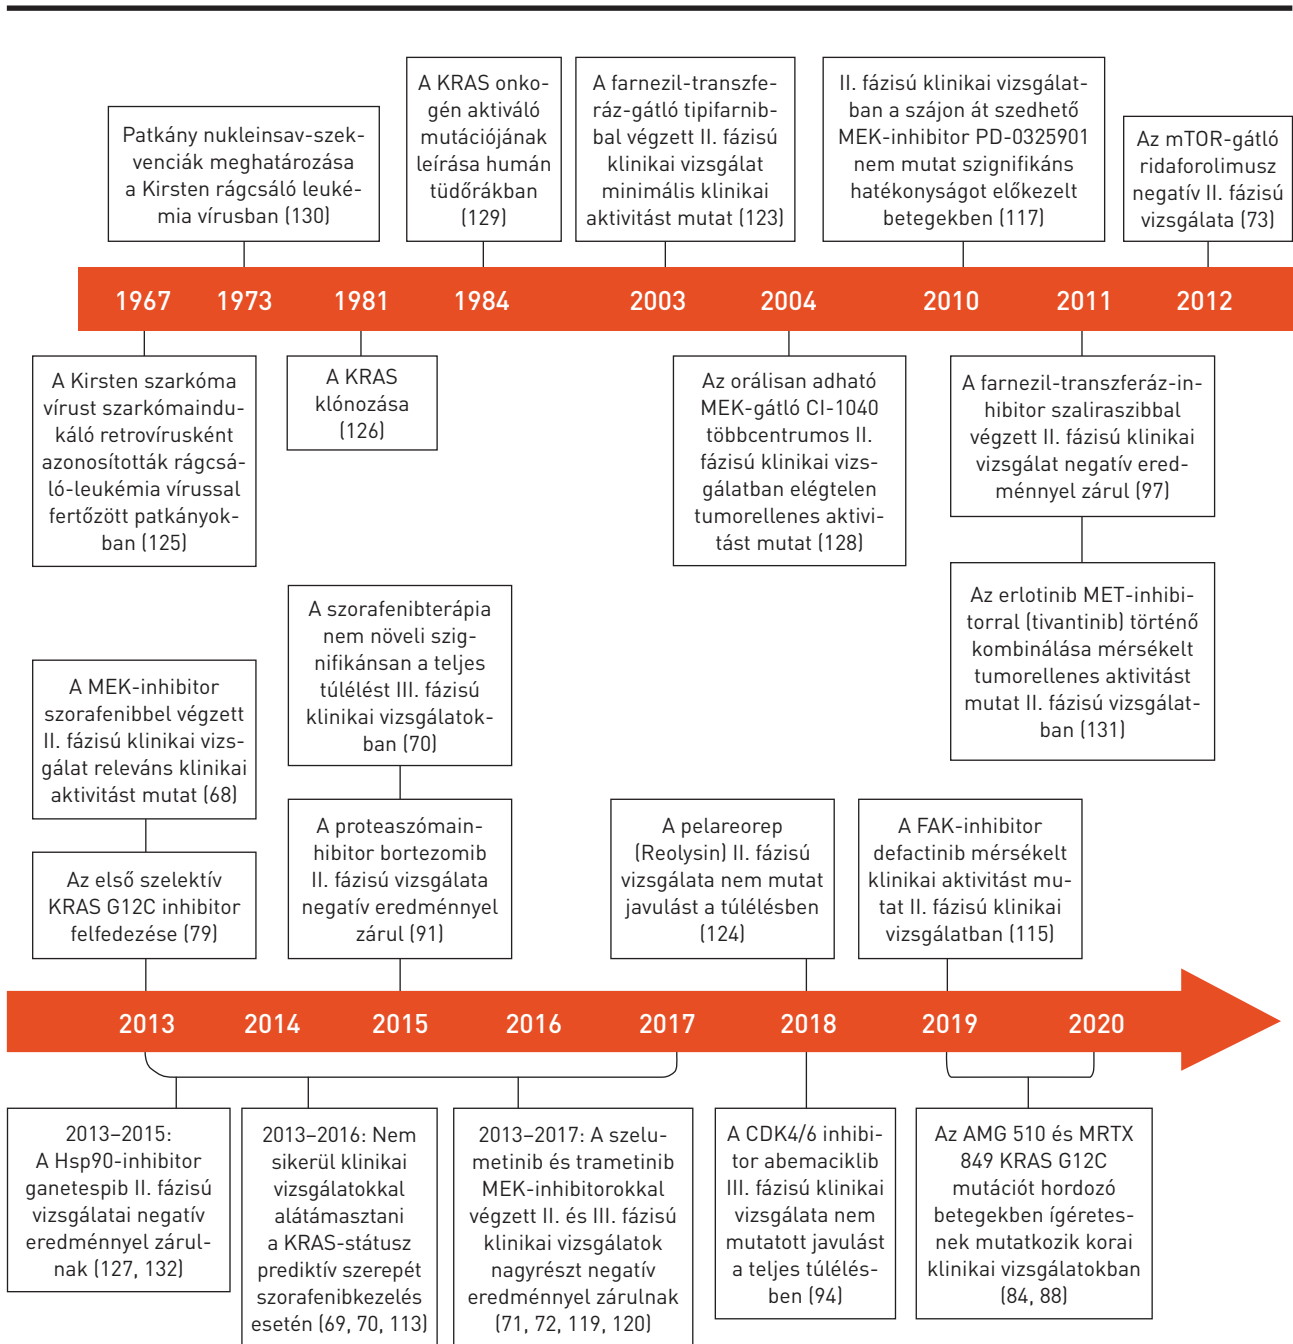 Patkány nukleinsav-szek-
venciák meghatározása
a Kirsten rágcsáló leuké-
mia vírusban (130)
A KRAS onko-
gén aktiváló
mutációjának
leírása humán
tüdőrákban
(129)
A farnezil-transzfe-
ráz-gátló tipifarnib-
bal végzett II. fázisú
klinikai vizsgálat
minimális klinikai
aktivitást mutat (123)
II. fázisú klinikai vizsgálat-
ban a szájon át szedhető
MEK-inhibitor PD-0325901
nem mutat szignifikáns
hatékonyságot előkezelt
betegekben (117)
Az mTOR-gátló
ridaforolimusz
negatív II. fázisú
vizsgálata (73)
1967 1973 1981 1984 2003 2004 2010 2011 2012
A Kirsten szarkóma
vírust szarkómaindu-
káló retrovírusként
azonosították rágcsá-
ló-leukémia vírussal
fertőzött patkányok-
ban (125)
A KRAS
klónozása
(126)
Az orálisan adható
MEK-gátló CI-1040
többcentrumos II.
fázisú klinikai vizs-
gálatban elégtelen
tumorellenes aktivi-
tást mutat (128)
A farnezil-transzferáz-in-
hibitor szaliraszibbal
végzett II. fázisú klinikai
vizsgálat negatív ered-
ménnyel zárul (97)
Az erlotinib MET-inhibi-
torral (tivantinib) történő
kombinálása mérsékelt
tumorellenes aktivitást
mutat II. fázisú vizsgálat-
ban (131)
A MEK-inhibitor
szorafenibbel végzett
II. fázisú klinikai vizs-
gálat releváns klinikai
aktivitást mutat (68)
Az első szelektív
KRAS G12C inhibitor
felfedezése (79)
A szorafenibterápia
nem növeli szig-
nifikánsan a teljes
túlélést III. fázisú
klinikai vizsgálatok-
ban (70)
A proteaszómain-
hibitor bortezomib
II. fázisú vizsgálata
negatív eredménnyel
zárul (91)
A pelareorep
(Reolysin) II. fázisú
vizsgálata nem mutat
javulást a túlélésben
(124)
A FAK-inhibitor
defactinib mérsékelt
klinikai aktivitást mu-
tat II. fázisú klinikai
vizsgálatban (115)
2013 2014 2015 2016 2017 2018 2019 2020
2013–2015:
A Hsp90-inhibitor
ganetespib II. fázisú
vizsgálatai negatív
eredménnyel zárul-
nak (127, 132)
2013–2016: Nem
sikerül klinikai
vizsgálatokkal
alátámasztani
a KRAS-státusz
prediktív szerepét
szorafenibkezelés
esetén (69, 70, 113)
2013–2017: A szelu-
metinib és trametinib
MEK-inhibitorokkal
végzett II. és III. fázisú
klinikai vizsgálatok
nagyrészt negatív
eredménnyel zárulnak
(71, 72, 119, 120)
A CDK4/6 inhibi-
tor abemaciklib
III. fázisú klinikai
vizsgálata nem
mutatott javulást
a teljes túlélés-
ben (94)
Az AMG 510 és MRTX
849 KRAS G12C
mutációt hordozó
betegekben ígéretes-
nek mutatkozik korai
klinikai vizsgálatokban
(84, 88)